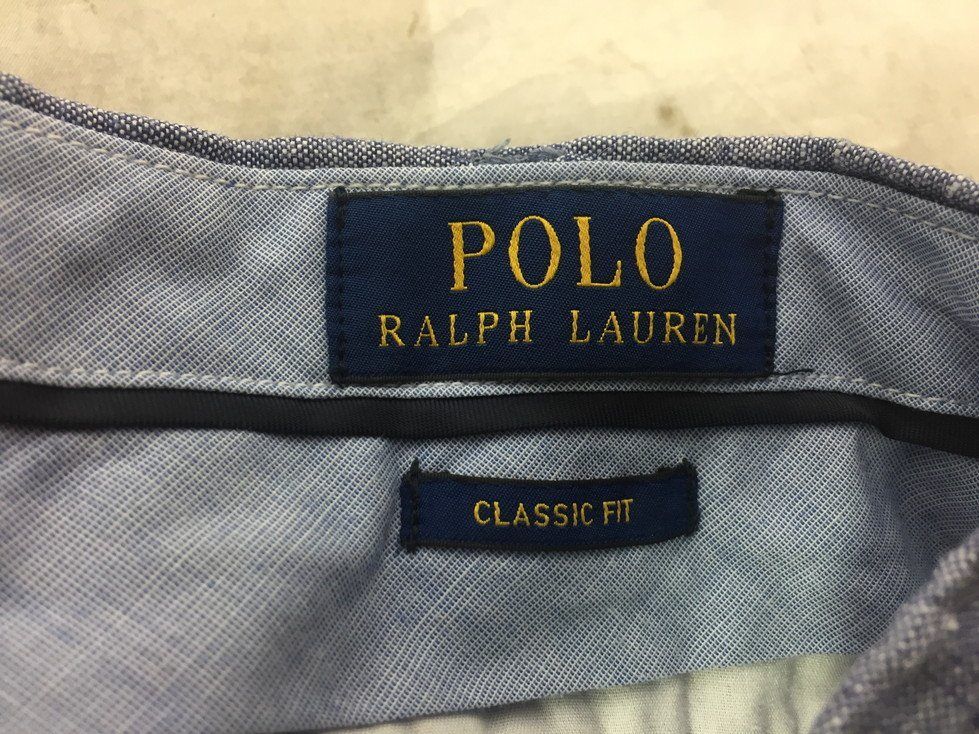 POLO
RALPH LAUREN
CLASSIC FIT